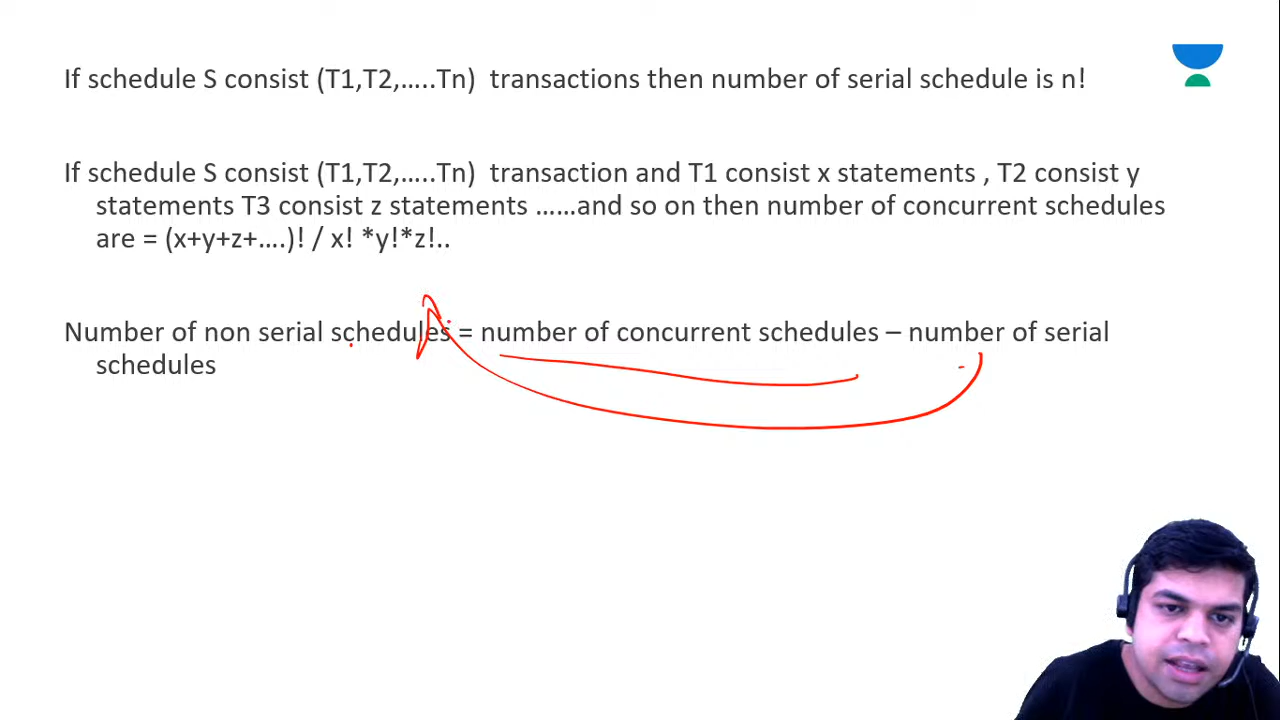 If schedule S consist (T1,T2,…..Tn)  transactions then number of serial schedule is n!
If schedule S consist (T1,T2,…..Tn)  transaction and T1 consist x statements , T2 consist y
statements T3 consist z statements ……and so on then number of concurrent schedules
are = (x+y+z+….)! / x! *y!*z!..
Number of non serial schedules = number of concurrent schedules – number of serial
schedules